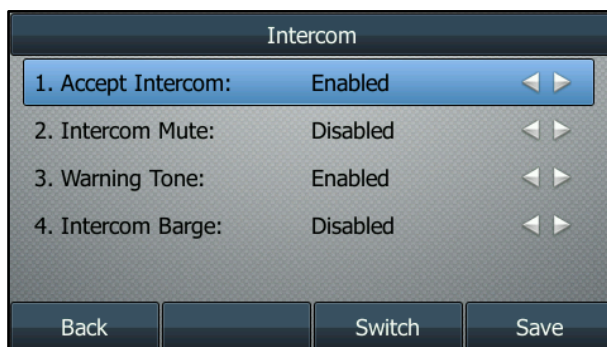 Intercom
1. Accept Intercom: Enabled
2. Intercom Mute: Disabled
3. Warning Tone: Enabled
4. Intercom Barge: Disabled
Back Switch Save